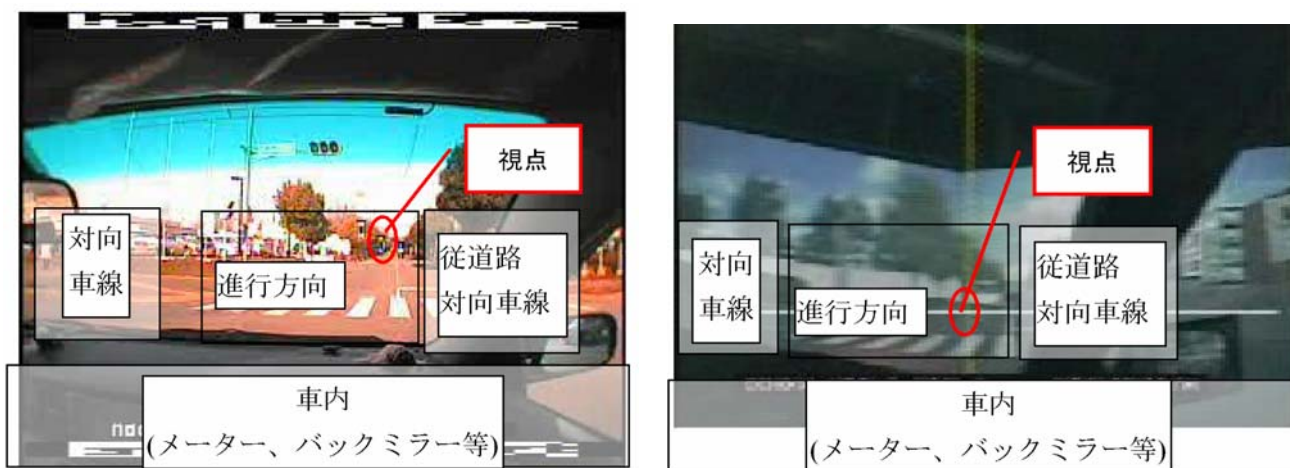 視点
対向
車線
進行方向
従道路
対向車線
車内
(メーター、バックミラー等)
視点
対向
車線
進行方向
従道路
対向車線
車内
(メーター、バックミラー等)